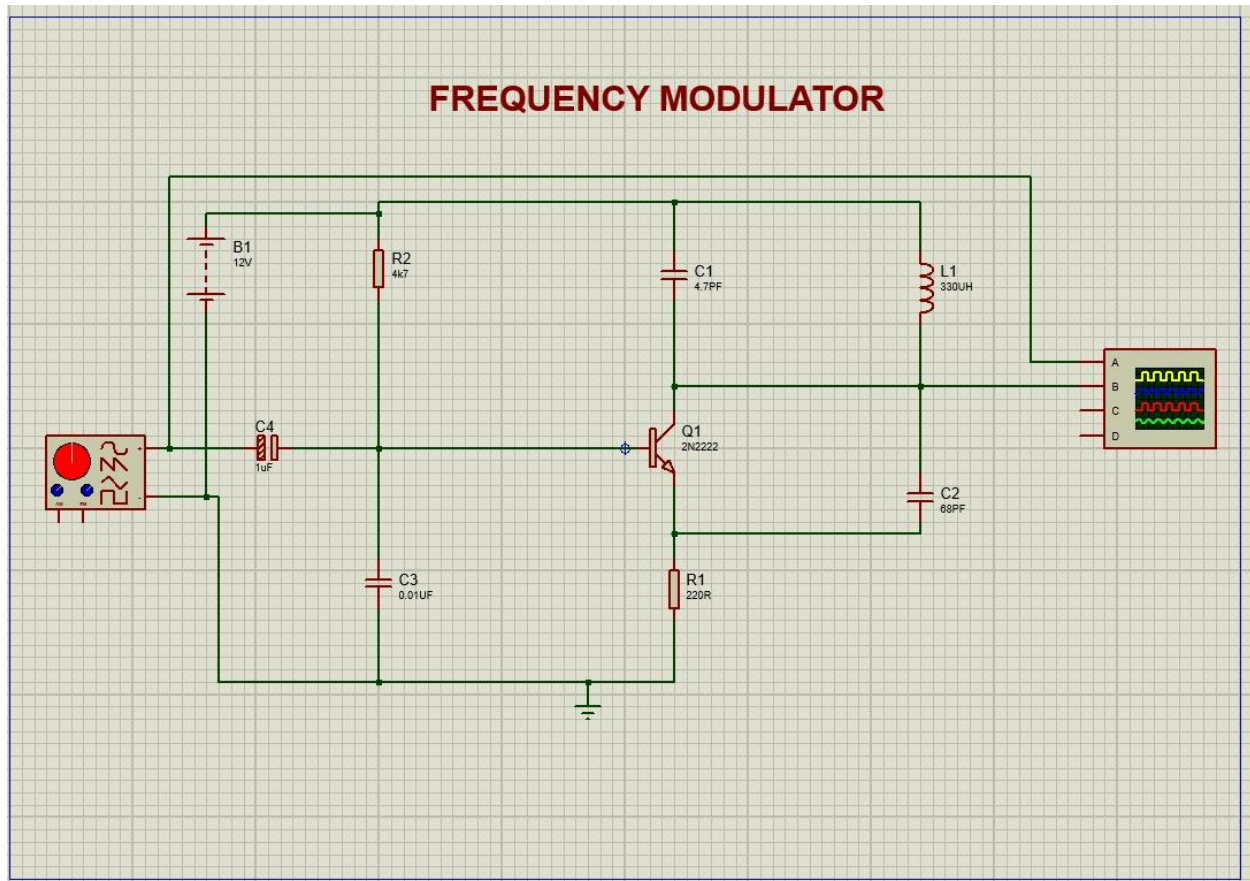 FREQUENCY MODULATOR
B1
12V
R2
4k7
C1
4.7PF
L1
330UH
A
B
C
D
C4
1uF
Q1
2N2222
+
-
C2
68PF
C3
0.01UF
R1
220R